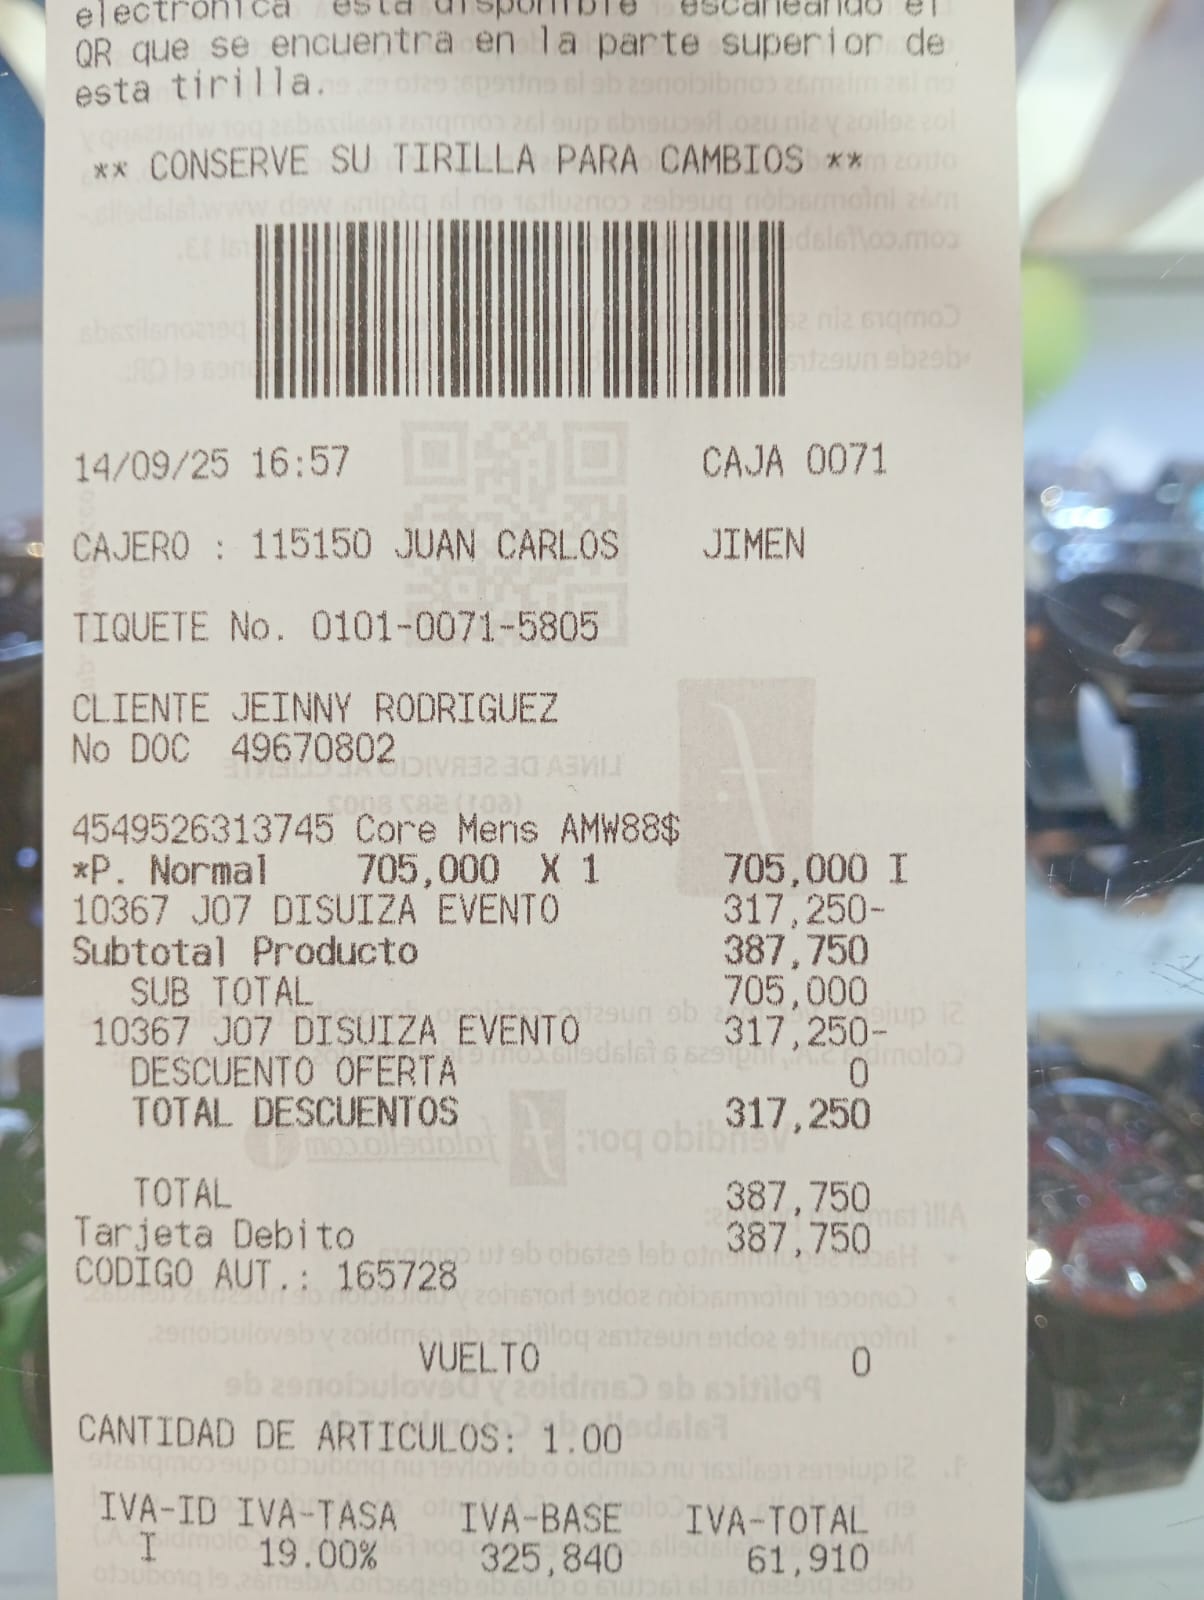 electronica esta disponible escaneando el
QR que se encuentra en la parte superior de
esta tirilla.
** CONSERVE SU TIRILLA PARA CAMBIOS **
14/09/25 16:57 CAJA 0071
CAJERO : 115150 JUAN CARLOS JIMEN
TIQUETE No. 0101-0071-5805
CLIENTE JEINNY RODRIGUEZ
No DOC 49670802
4549526313745 Core Mens AMW88$
*P. Normal 705,000 X 1 705,000 I
10367 J07 DISUIZA EVENTO 317,250-
Subtotal Producto 387,750
SUB TOTAL 705,000
10367 J07 DISUIZA EVENTO 317,250-
DESCUENTO OFERTA 0
TOTAL DESCUENTOS 317,250
TOTAL 387,750
Tarjeta Debito 387,750
CODIGO AUT.: 165728
VUELTO 0
CANTIDAD DE ARTICULOS: 1.00
IVA-ID IVA-TASA IVA-BASE IVA-TOTAL
I 19.00% 325,840 61,910